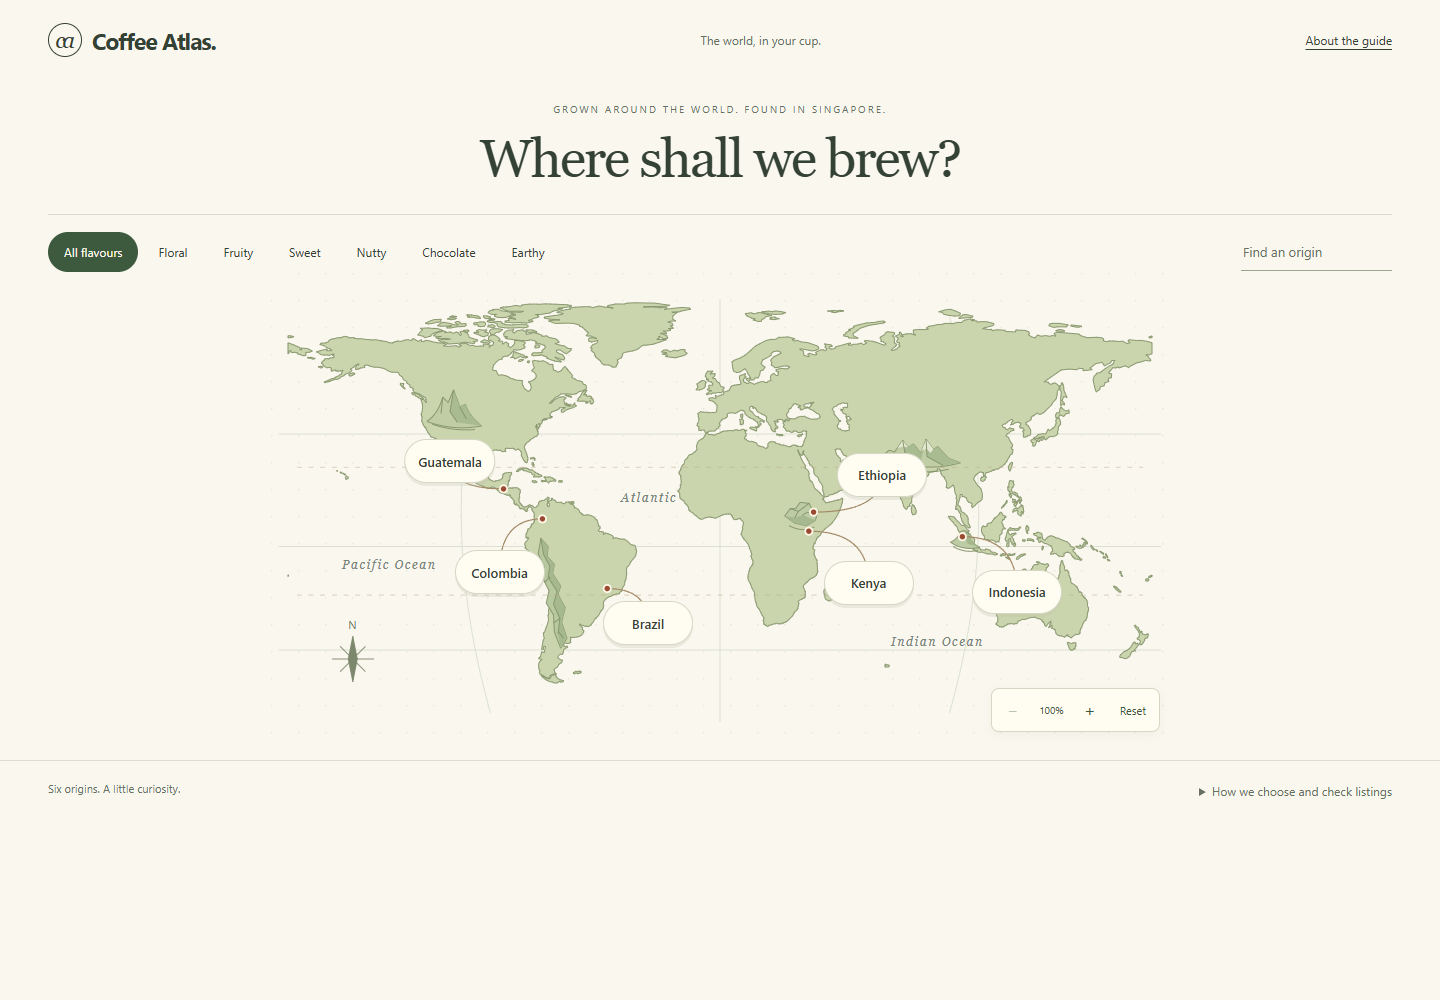 ca Coffee Atlas.
The world, in your cup.
About the guide
GROWN AROUND THE WORLD. FOUND IN SINGAPORE.
Where shall we brew?
All flavours
Floral
Fruity
Sweet
Nutty
Chocolate
Earthy
Find an origin
Guatemala
Ethiopia
Atlantic
Pacific Ocean
Colombia
Kenya
Indonesia
Brazil
N
Indian Ocean
− 100% + Reset
Six origins. A little curiosity.
How we choose and check listings